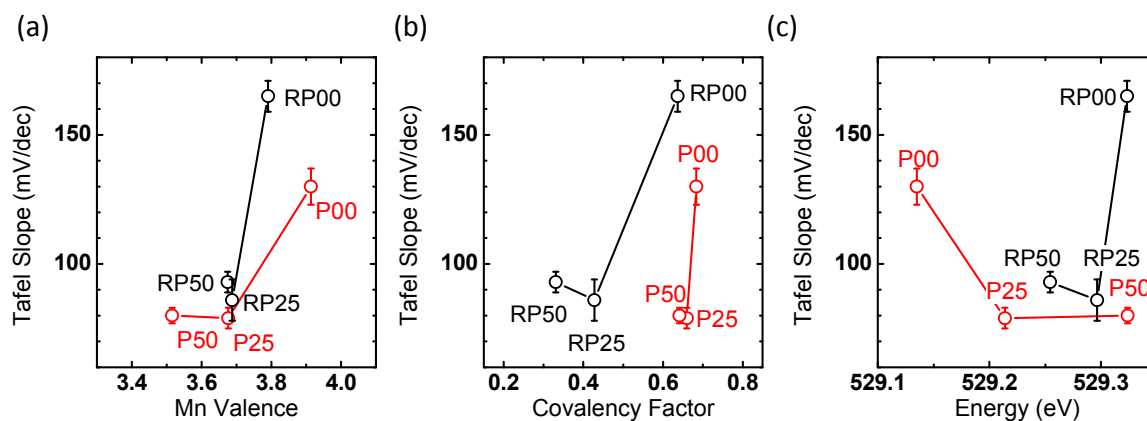 (a)
(b)
(c)
Tafel Slope (mV/dec)
150
100
RP00
P00
RP50
RP25
P50
P25
3.4 3.6 3.8 4.0
Mn Valence
Tafel Slope (mV/dec)
150
100
RP00
P00
P50
RP50
P25
RP25
0.2 0.4 0.6 0.8
Covalency Factor
Tafel Slope (mV/dec)
150
100
RP00
P00
RP50
RP25
P25
P50
529.1 529.2 529.3
Energy (eV)